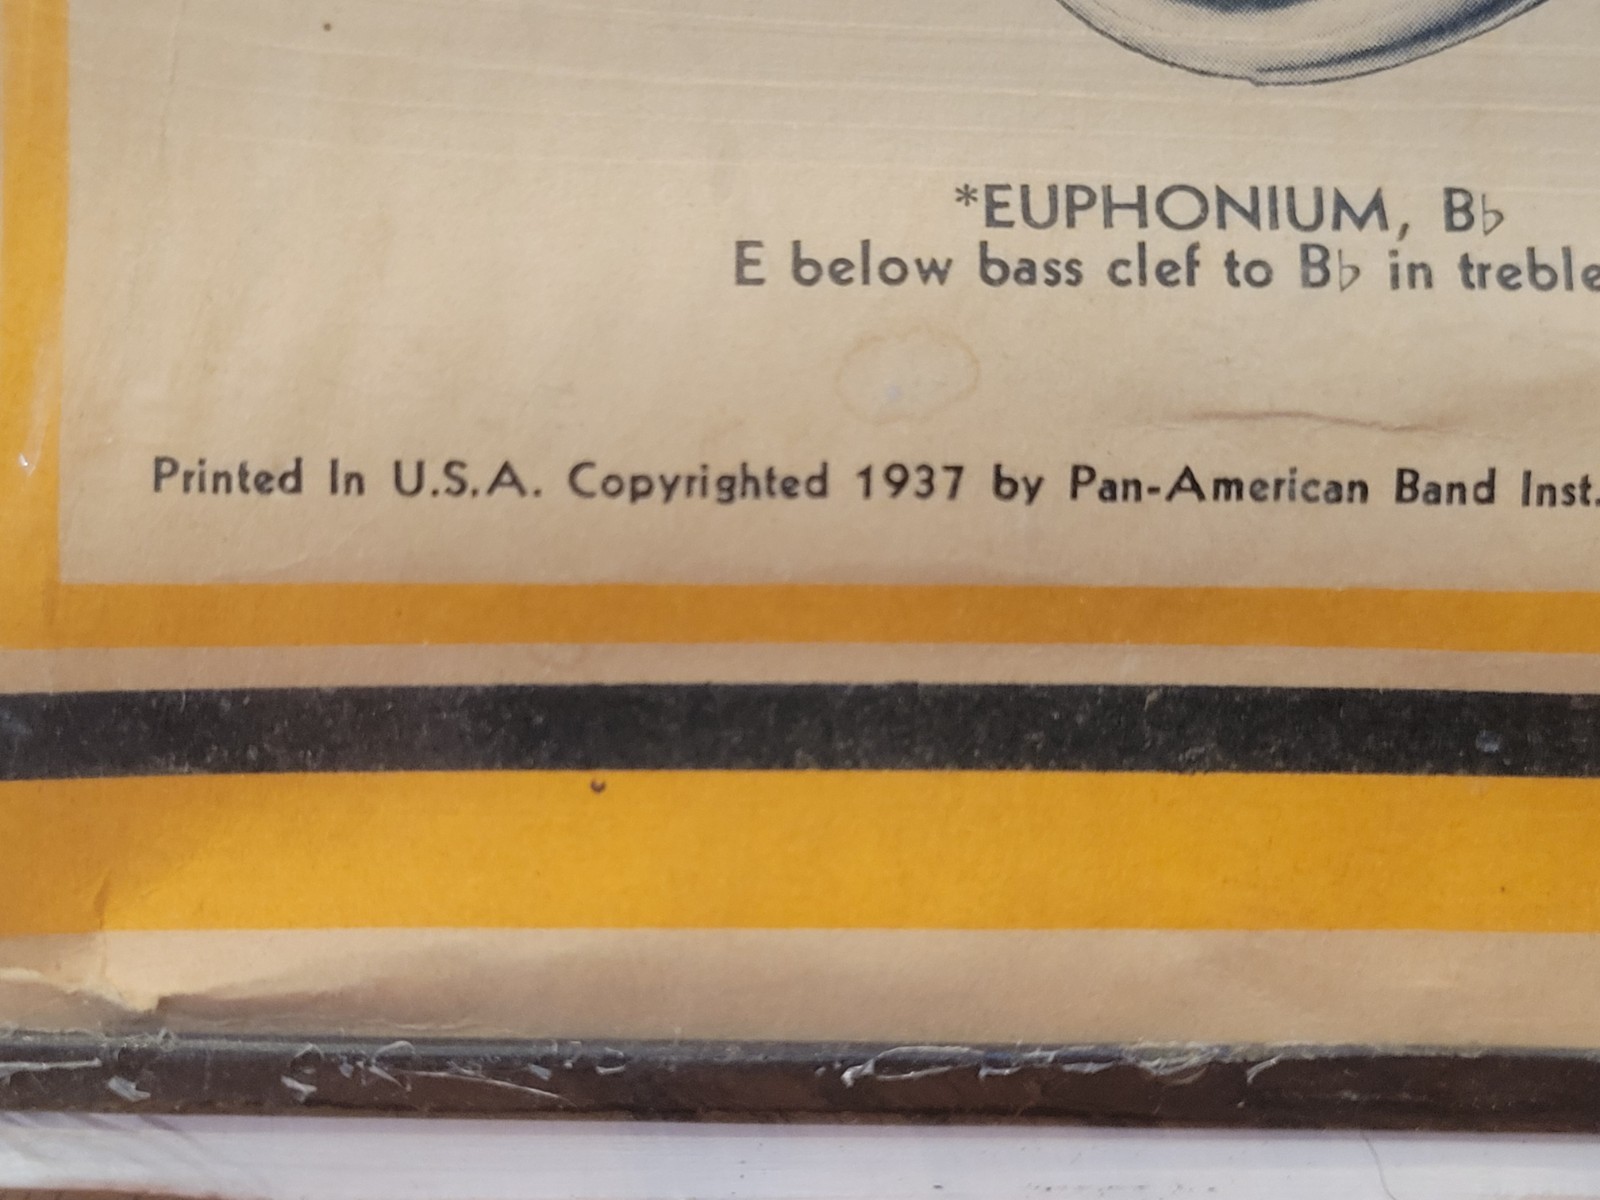 *EUPHONIUM, B♭
E below bass clef to B♭ in treble
Printed In U.S.A. Copyrighted 1937 by Pan-American Band Inst.